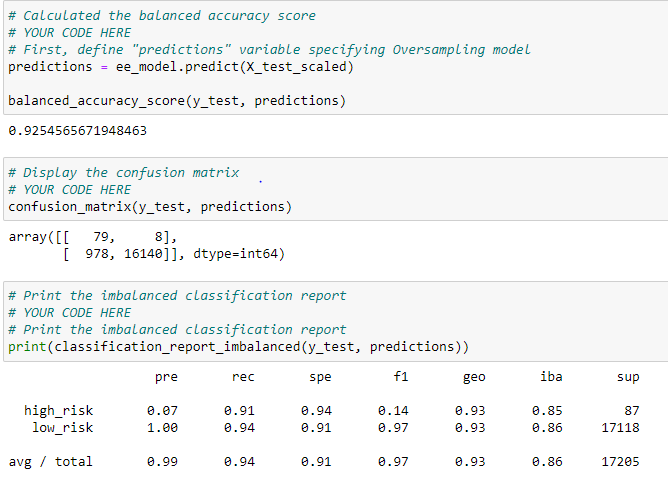 # Calculated the balanced accuracy score
# YOUR CODE HERE
# First, define "predictions" variable specifying Oversampling model
predictions = ee_model.predict(X_test_scaled)
balanced_accuracy_score(y_test, predictions)
0.9254565671948463
# Display the confusion matrix
# YOUR CODE HERE
confusion_matrix(y_test, predictions)
array([[   79,     8],
       [  978, 16140]], dtype=int64)
# Print the imbalanced classification report
# YOUR CODE HERE
# Print the imbalanced classification report
print(classification_report_imbalanced(y_test, predictions))
pre rec spe f1 geo iba sup
high_risk 0.07 0.91 0.94 0.14 0.93 0.85 87
low_risk 1.00 0.94 0.91 0.97 0.93 0.86 17118
avg / total 0.99 0.94 0.91 0.97 0.93 0.86 17205